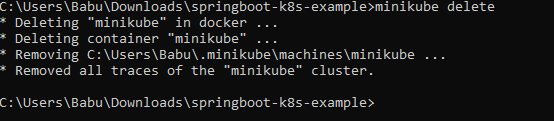 C:\Users\Babu\Downloads\springboot-k8s-example>minikube delete
* Deleting "minikube" in docker ...
* Deleting container "minikube" ...
* Removing C:\Users\Babu\.minikube\machines\minikube ...
* Removed all traces of the "minikube" cluster.
C:\Users\Babu\Downloads\springboot-k8s-example>